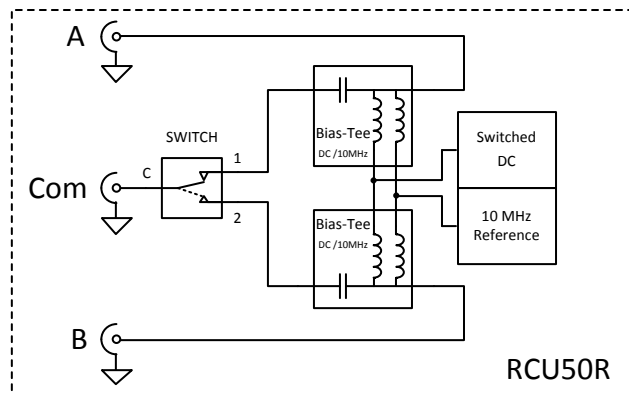 A
SWITCH
Bias-Tee
DC /10MHz
Switched
DC
1
C
Com
2
Bias-Tee
DC /10MHz
10 MHz
Reference
B
RCU50R